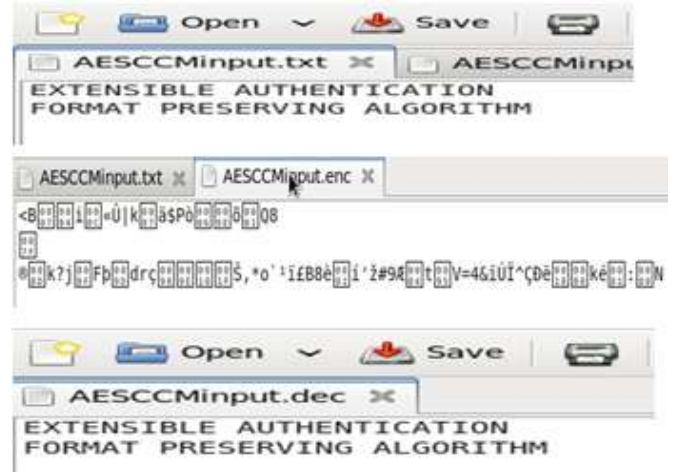 Open Save
AESCCMinput.txt AESCCMinpu
EXTENSIBLE AUTHENTICATION
FORMAT PRESERVING ALGORITHM
AESCCMinput.txt AESCCMinput.enc
Open Save
AESCCMinput.dec
EXTENSIBLE AUTHENTICATION
FORMAT PRESERVING ALGORITHM